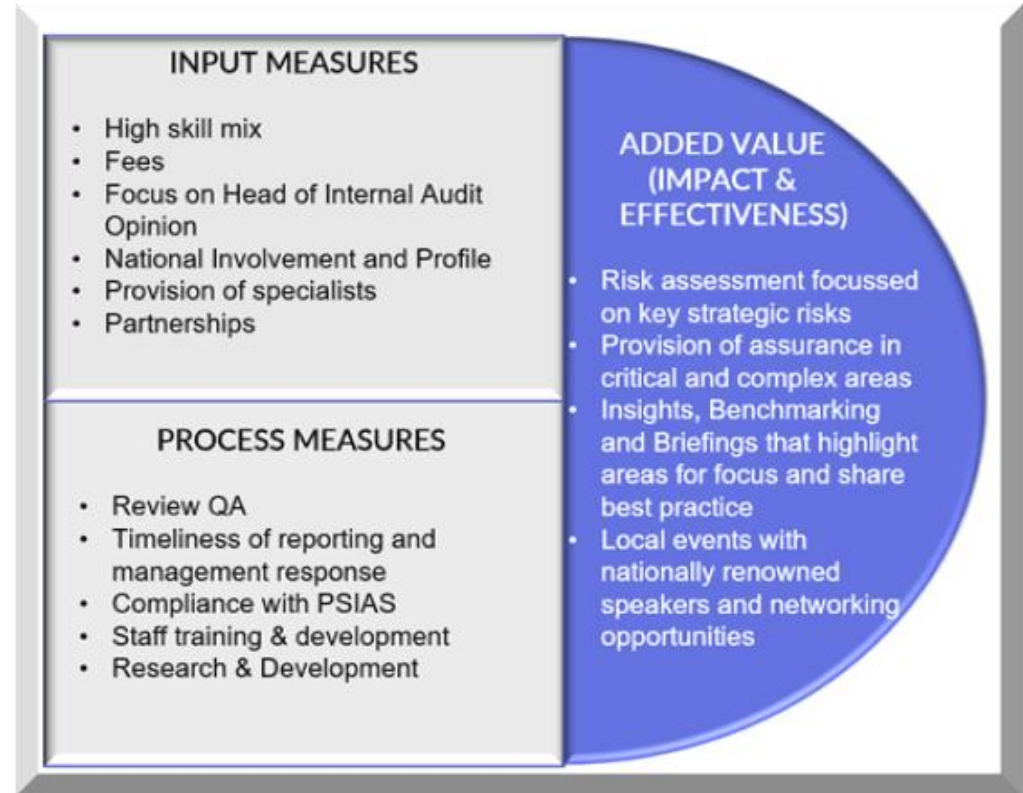 INPUT MEASURES
• High skill mix
• Fees
• Focus on Head of Internal Audit
Opinion
• National Involvement and Profile
• Provision of specialists
• Partnerships
PROCESS MEASURES
• Review QA
• Timeliness of reporting and
management response
• Compliance with PSIAS
• Staff training & development
• Research & Development
ADDED VALUE
(IMPACT &
EFFECTIVENESS)
• Risk assessment focussed
on key strategic risks
• Provision of assurance in
critical and complex areas
• Insights, Benchmarking
and Briefings that highlight
areas for focus and share
best practice
• Local events with
nationally renowned
speakers and networking
opportunities